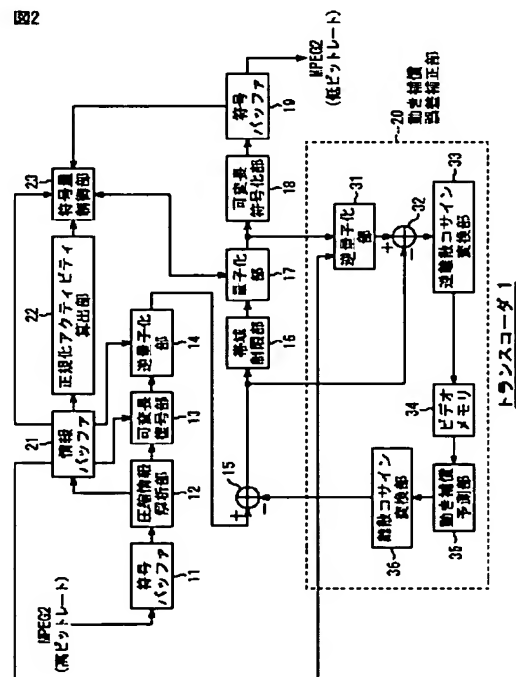 図2
MPEG2
(高ビットレート)
符号
バッファ
11
圧縮情報
解析部
12
可変長
復号部
13
逆量子化
部
14
情報
バッファ
21
正規化アクティビティ
算出部
22
符号量
制御部
23
15
帯域
制限部
16
量子化
部
17
可変長
符号化部
18
符号
バッファ
19
MPEG2
(低ビットレート)
20
動き補償
誤差補正部
逆量子化
部
31
32
逆離散コサイン
変換部
33
ビデオ
メモリ
34
動き補償
予測部
35
離散コサイン
変換部
36
トランスコーダ 1